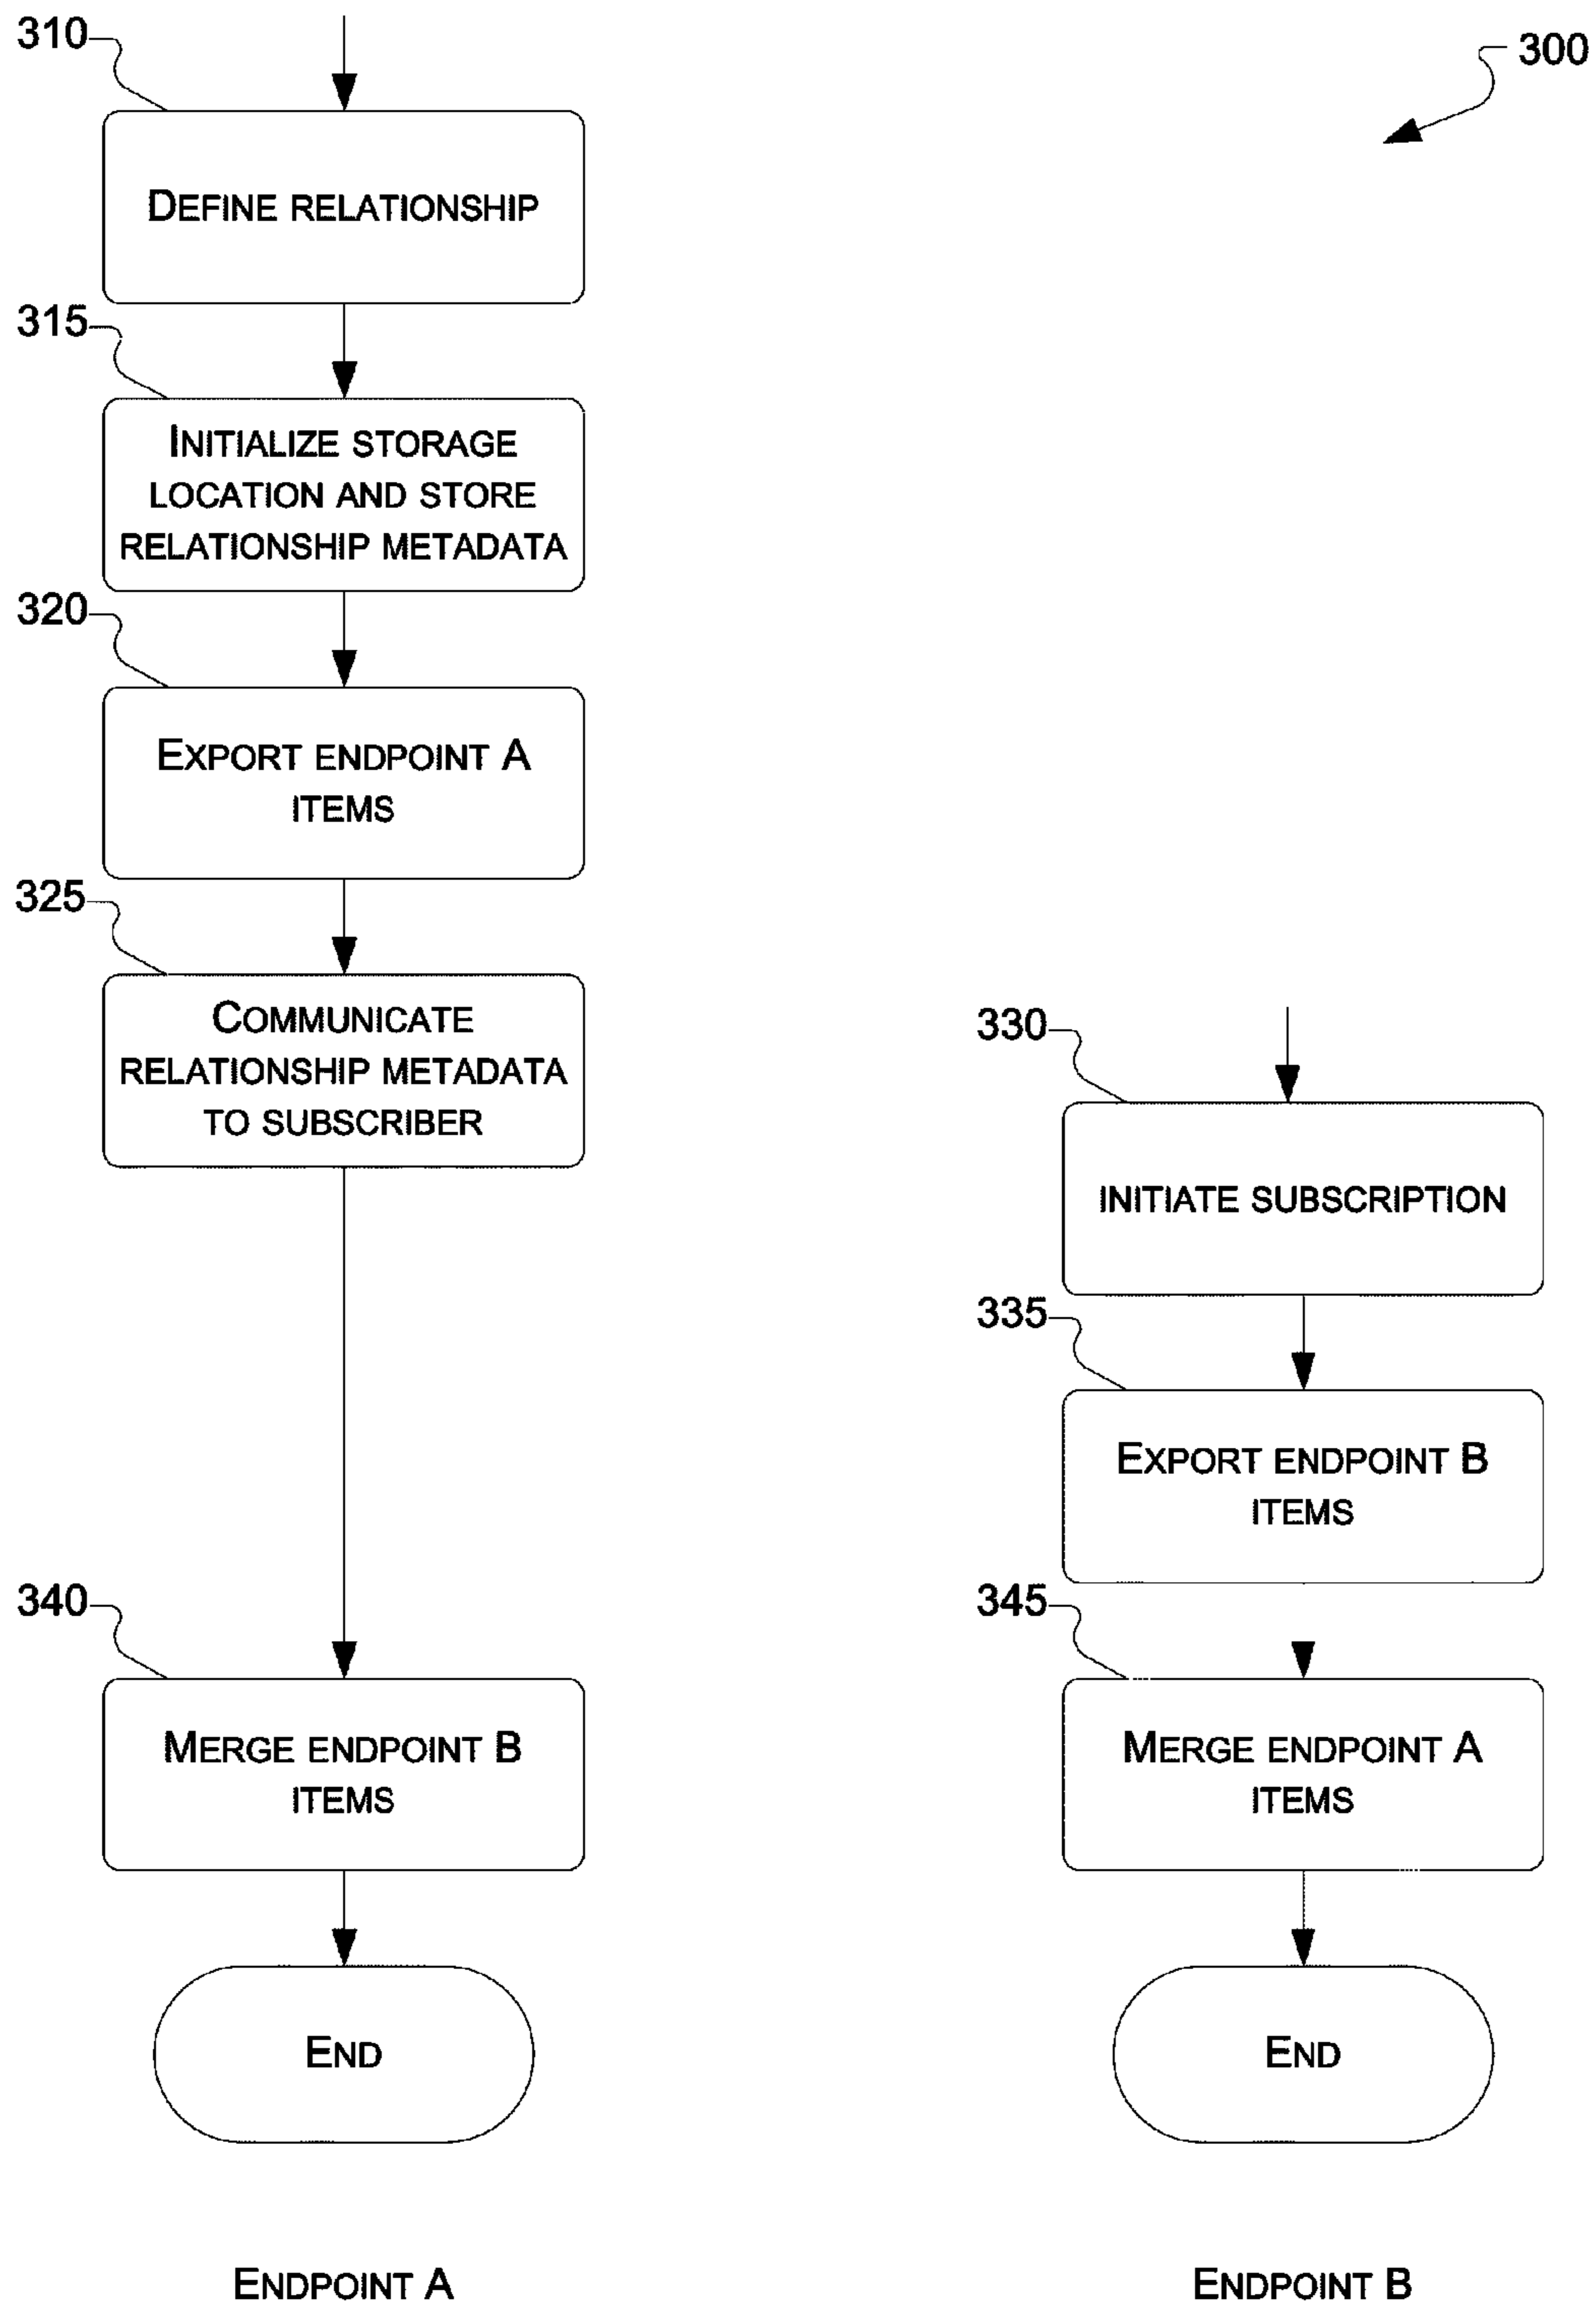 310
300
DEFINE RELATIONSHIP
315
INITIALIZE STORAGE
LOCATION AND STORE
RELATIONSHIP METADATA
320
EXPORT ENDPOINT A
ITEMS
325
COMMUNICATE
RELATIONSHIP METADATA
TO SUBSCRIBER
330
INITIATE SUBSCRIPTION
335
EXPORT ENDPOINT B
ITEMS
340
MERGE ENDPOINT B
ITEMS
345
MERGE ENDPOINT A
ITEMS
END
END
ENDPOINT A
ENDPOINT B